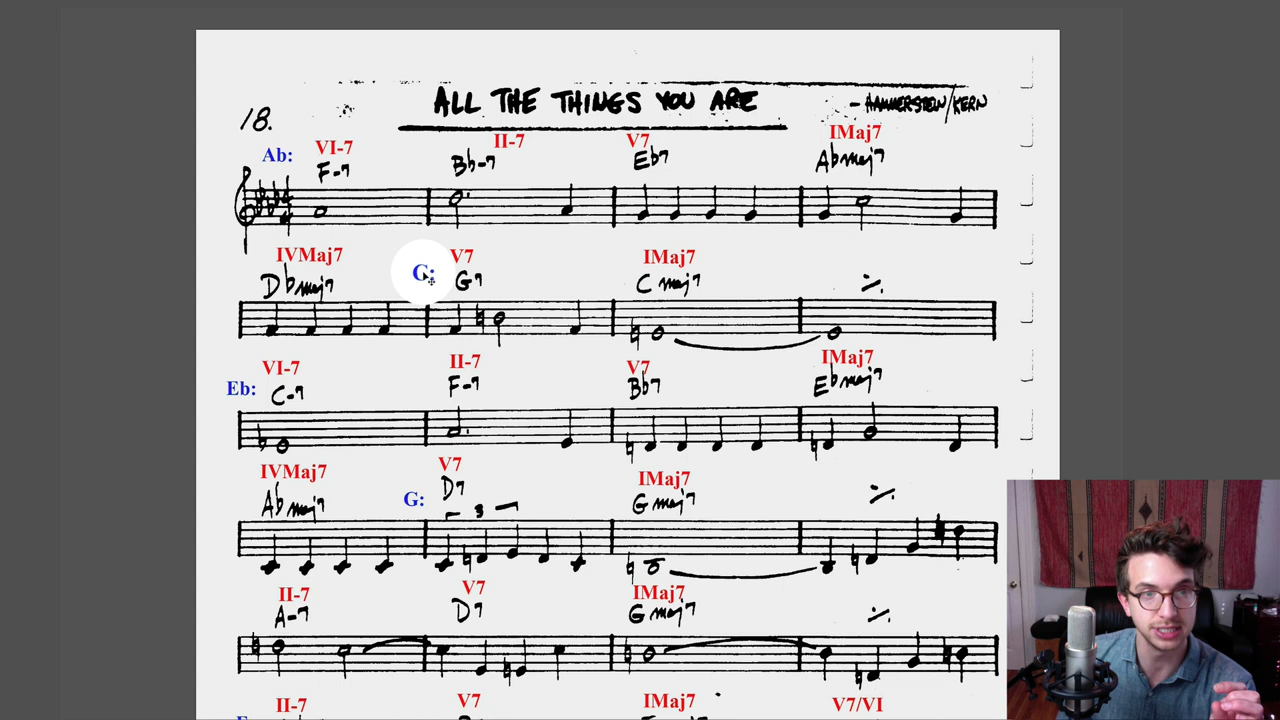 18. ALL THE THINGS YOU ARE - HAMMERSTEIN/KERN
Ab: VI-7 II-7 V7 IMaj7
F-7 Bb-7 Eb7 Abmaj7
IVMaj7 G: V7 IMaj7
Dbmaj7 G7 Cmaj7
VI-7 II-7 V7 IMaj7
Eb: C-7 F-7 Bb7 Ebmaj7
IVMaj7 V7 IMaj7
Abmaj7 G: D7 Gmaj7
3
II-7 V7 IMaj7
A-7 D7 Gmaj7
II-7 V7 IMaj7 V7/VI